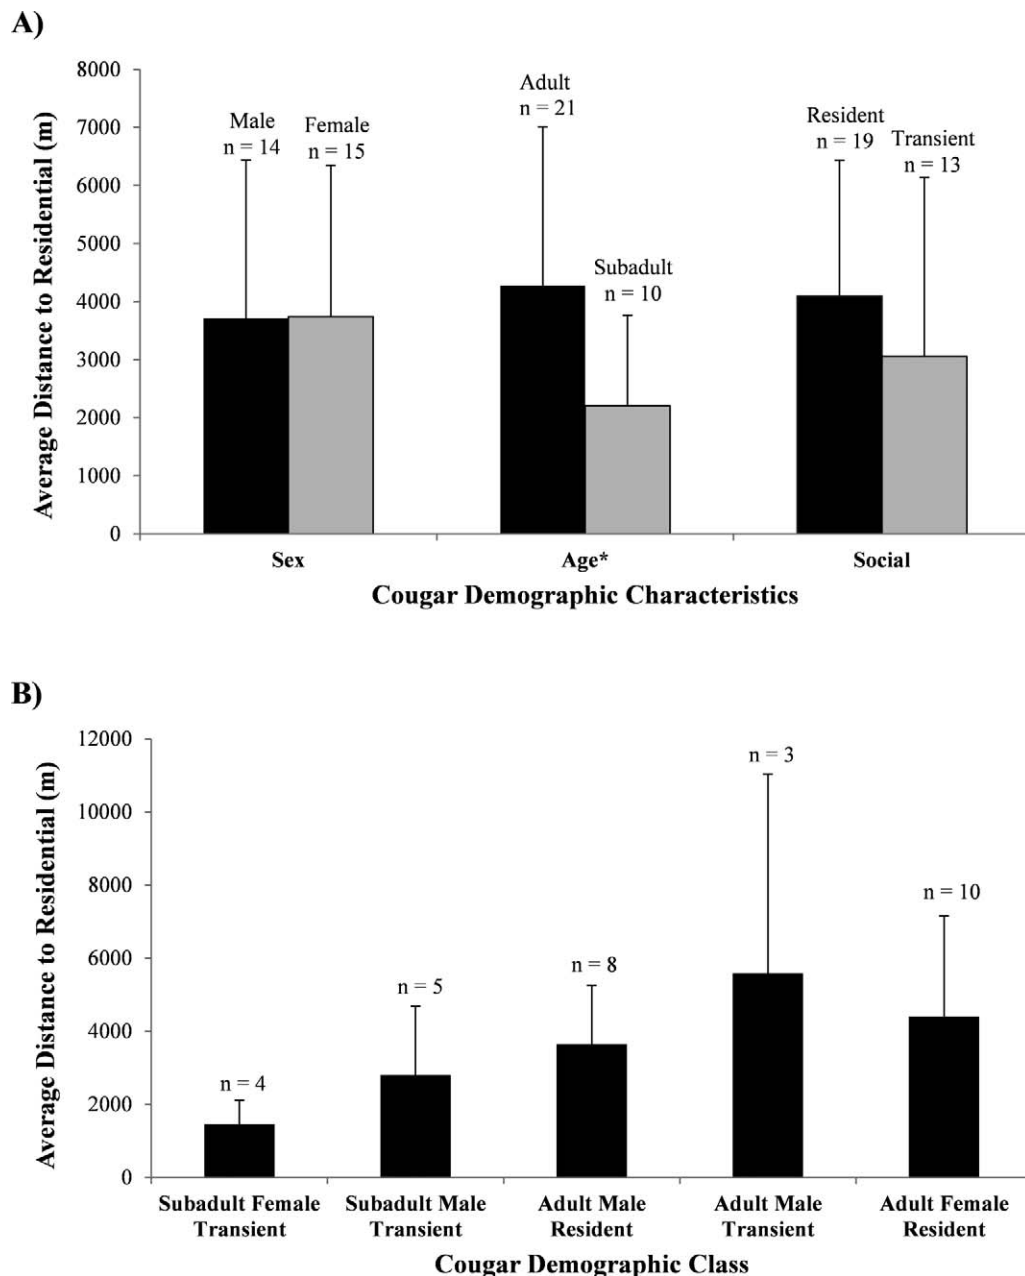 A)
Average Distance to Residential (m)
8000
7000
6000
5000
4000
3000
2000
1000
0
Male
n = 14
Female
n = 15
Adult
n = 21
Subadult
n = 10
Resident
n = 19
Transient
n = 13
Sex
Age*
Social
Cougar Demographic Characteristics
B)
Average Distance to Residential (m)
12000
10000
8000
6000
4000
2000
0
n = 4
n = 5
n = 8
n = 3
n = 10
Subadult Female
Transient
Subadult Male
Transient
Adult Male
Resident
Adult Male
Transient
Adult Female
Resident
Cougar Demographic Class